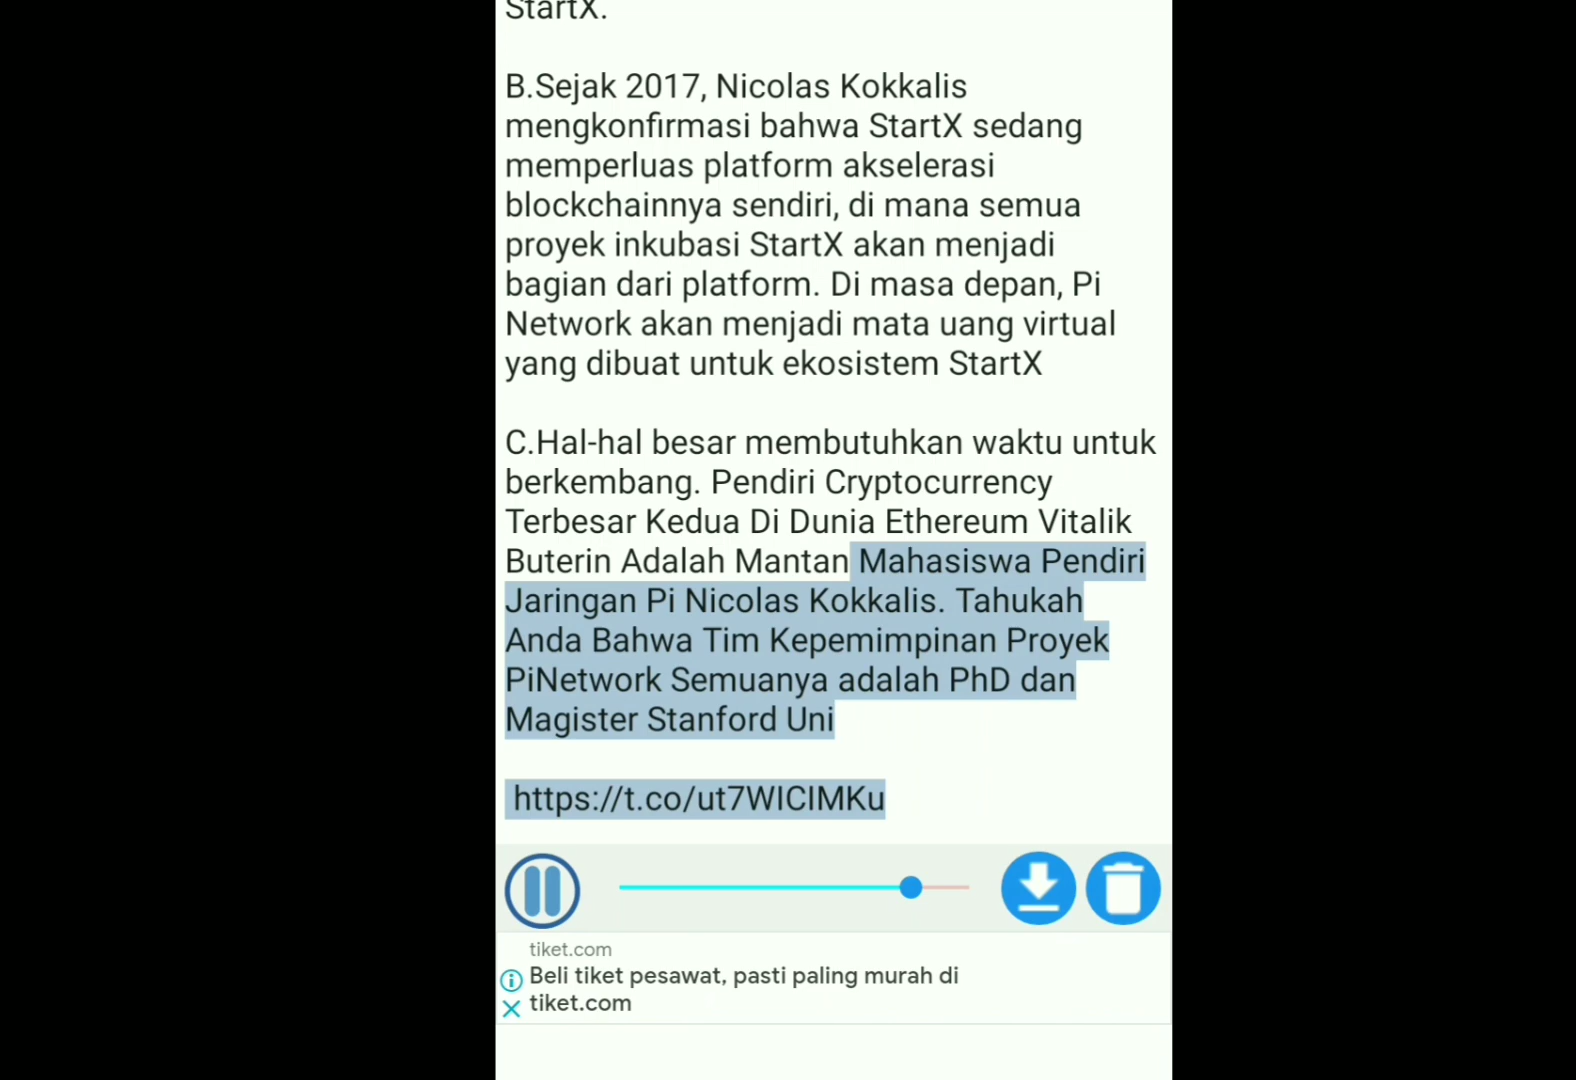 StartX.
B.Sejak 2017, Nicolas Kokkalis
mengkonfirmasi bahwa StartX sedang
memperluas platform akselerasi
blockchainnya sendiri, di mana semua
proyek inkubasi StartX akan menjadi
bagian dari platform. Di masa depan, Pi
Network akan menjadi mata uang virtual
yang dibuat untuk ekosistem StartX
C.Hal-hal besar membutuhkan waktu untuk
berkembang. Pendiri Cryptocurrency
Terbesar Kedua Di Dunia Ethereum Vitalik
Buterin Adalah Mantan Mahasiswa Pendiri
Jaringan Pi Nicolas Kokkalis. Tahukah
Anda Bahwa Tim Kepemimpinan Proyek
PiNetwork Semuanya adalah PhD dan
Magister Stanford Uni
https://t.co/ut7WICIMKu
tiket.com
Beli tiket pesawat, pasti paling murah di
tiket.com